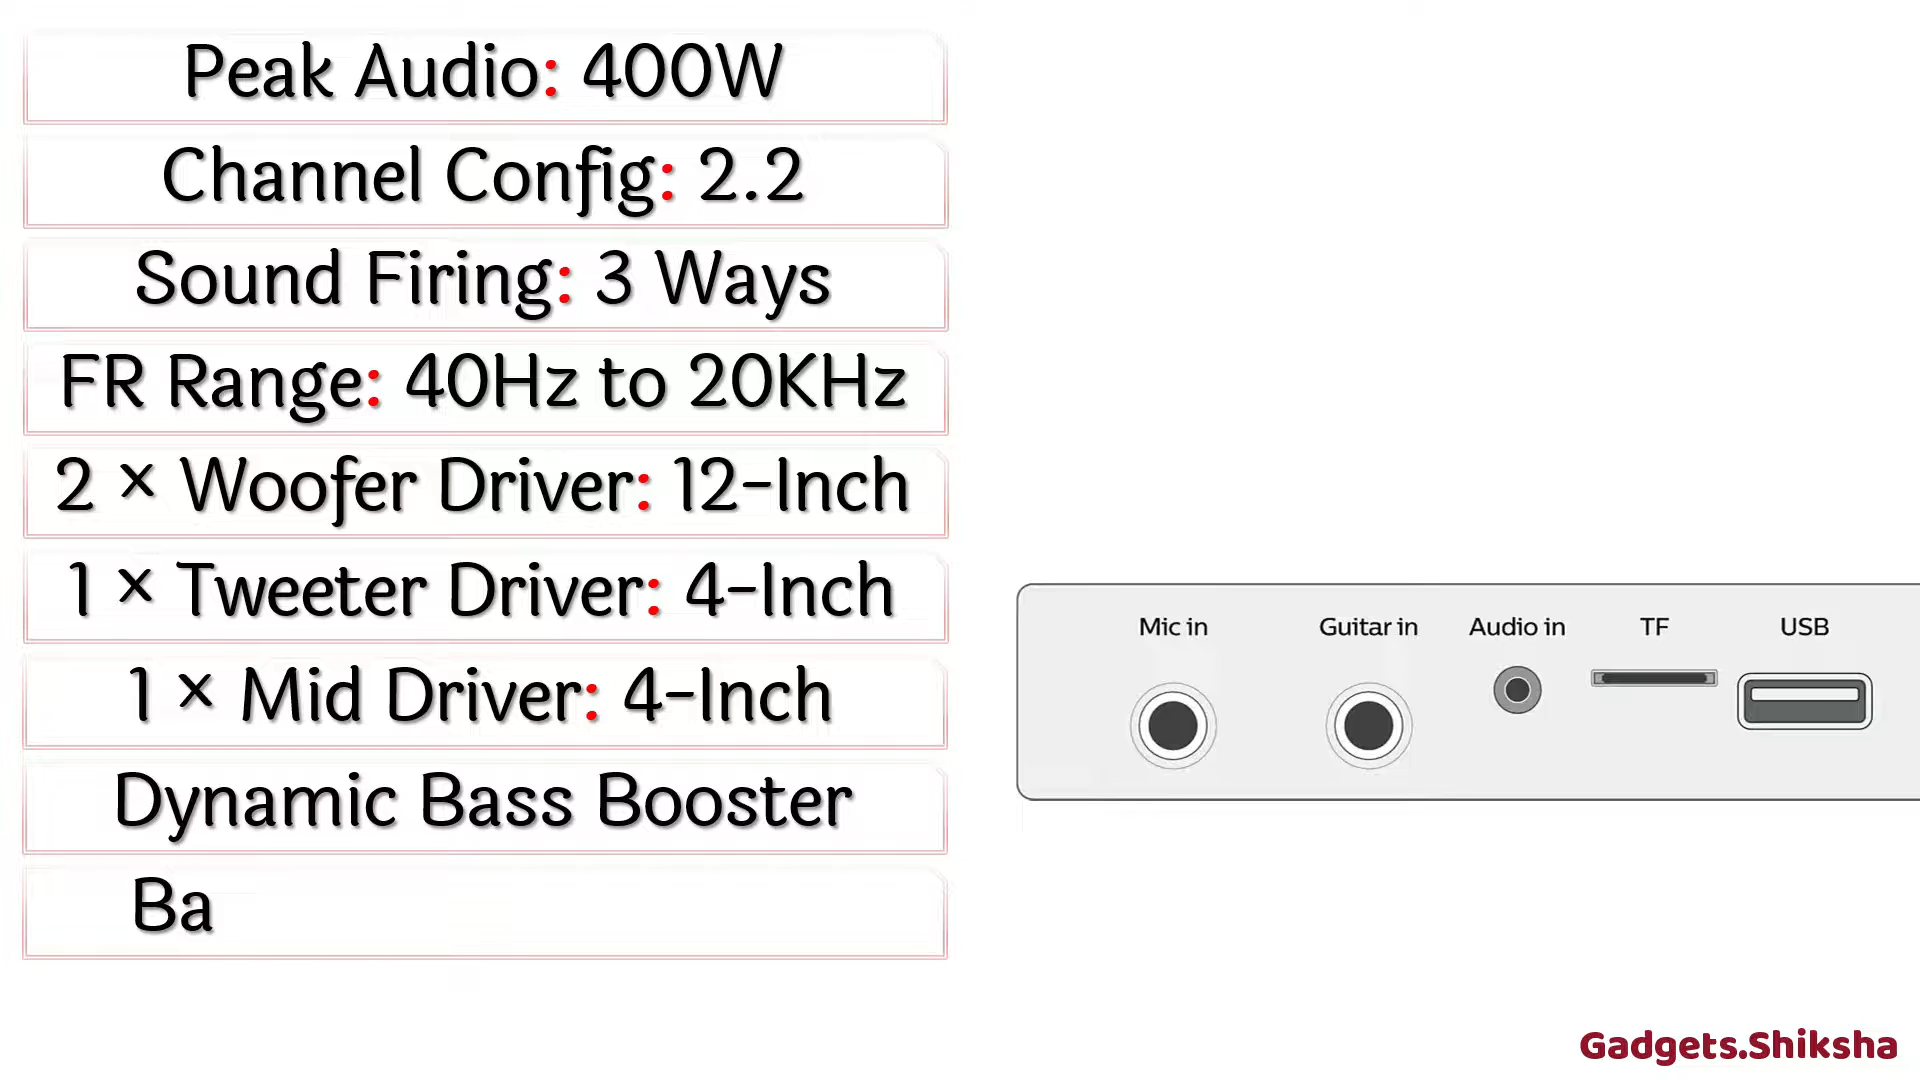 Peak Audio: 400W
Channel Config: 2.2
Sound Firing: 3 Ways
FR Range: 40Hz to 20KHz
2 × Woofer Driver: 12-Inch
1 × Tweeter Driver: 4-Inch
1 × Mid Driver: 4-Inch
Dynamic Bass Booster
Ba
Mic in Guitar in Audio in TF USB
Gadgets.Shiksha